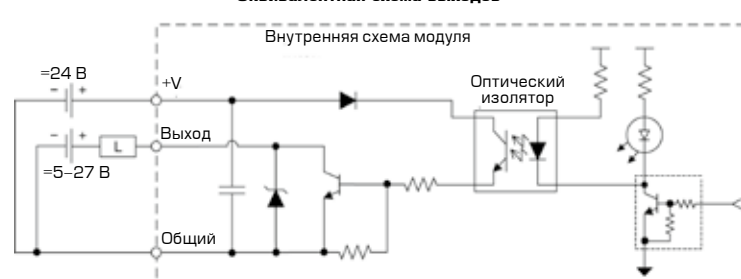 Эквивалентная схема выходов
Внутренняя схема модуля
=24 В
+V
Оптический
изолятор
Выход
L
=5–27 В
Общий